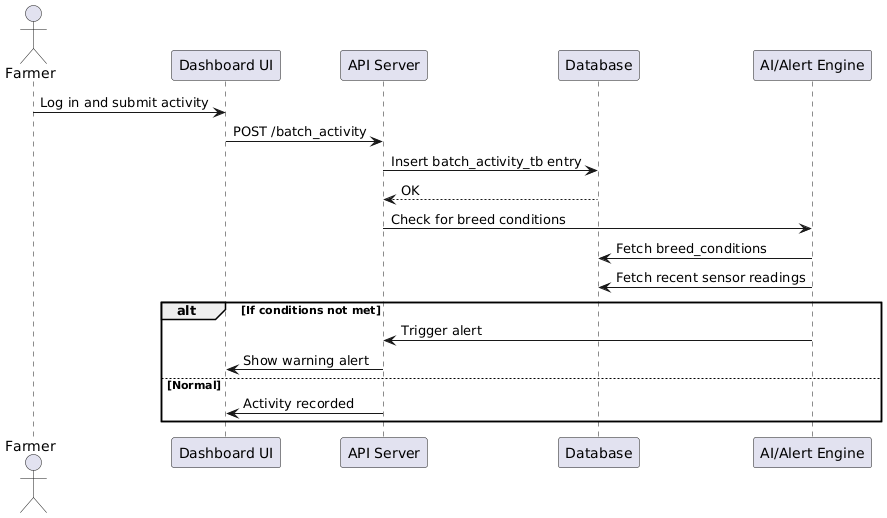 Farmer
Dashboard UI
API Server
Database
AI/Alert Engine
Log in and submit activity
POST /batch_activity
Insert batch_activity_tb entry
OK
Check for breed conditions
Fetch breed_conditions
Fetch recent sensor readings
alt
[If conditions not met]
Trigger alert
Show warning alert
[Normal]
Activity recorded
Farmer
Dashboard UI
API Server
Database
AI/Alert Engine